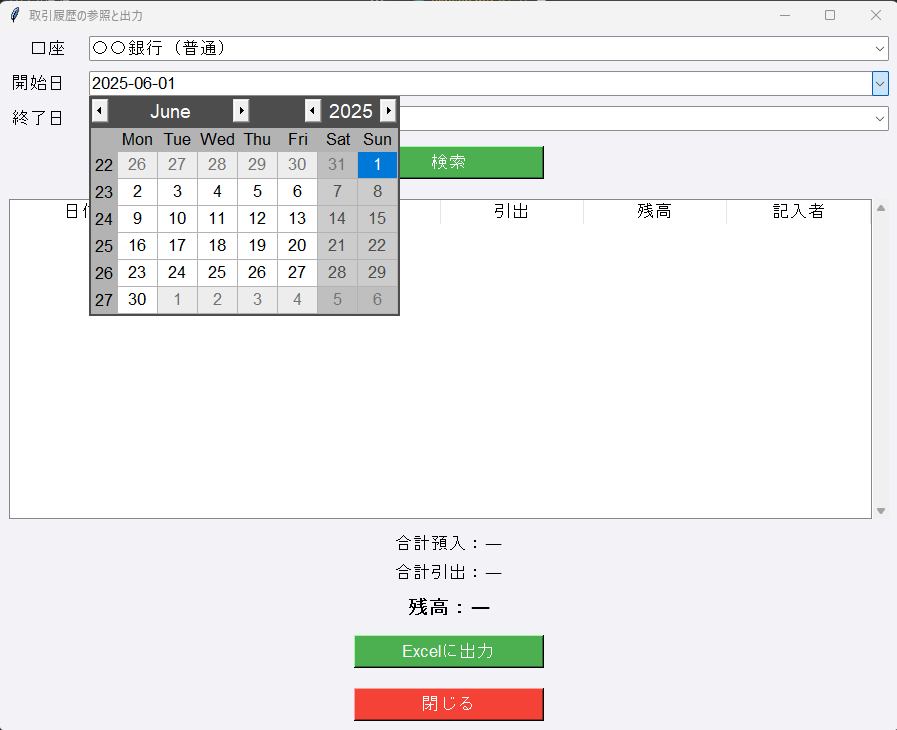 取引履歴の参照と出力
口座 〇〇銀行（普通）
開始日 2025-06-01
終了日
June 2025
Mon Tue Wed Thu Fri Sat Sun
22 26 27 28 29 30 31 1
23 2 3 4 5 6 7 8
24 9 10 11 12 13 14 15
25 16 17 18 19 20 21 22
26 23 24 25 26 27 28 29
27 30 1 2 3 4 5 6
検索
日 引出 残高 記入者
合計預入：—
合計引出：—
残高：—
Excelに出力
閉じる